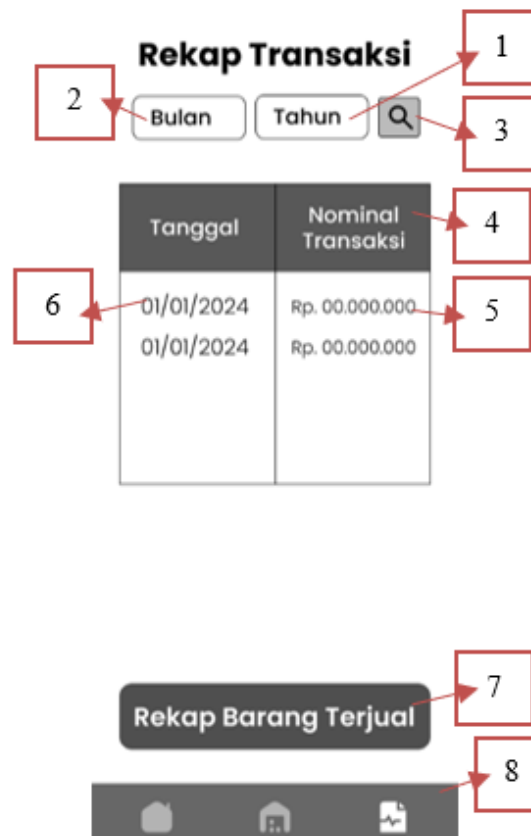 1
Rekap Transaksi
2
Bulan Tahun
3
Tanggal Nominal Transaksi
4
6 01/01/2024 Rp. 00.000.000 5
01/01/2024 Rp. 00.000.000
7
Rekap Barang Terjual
8